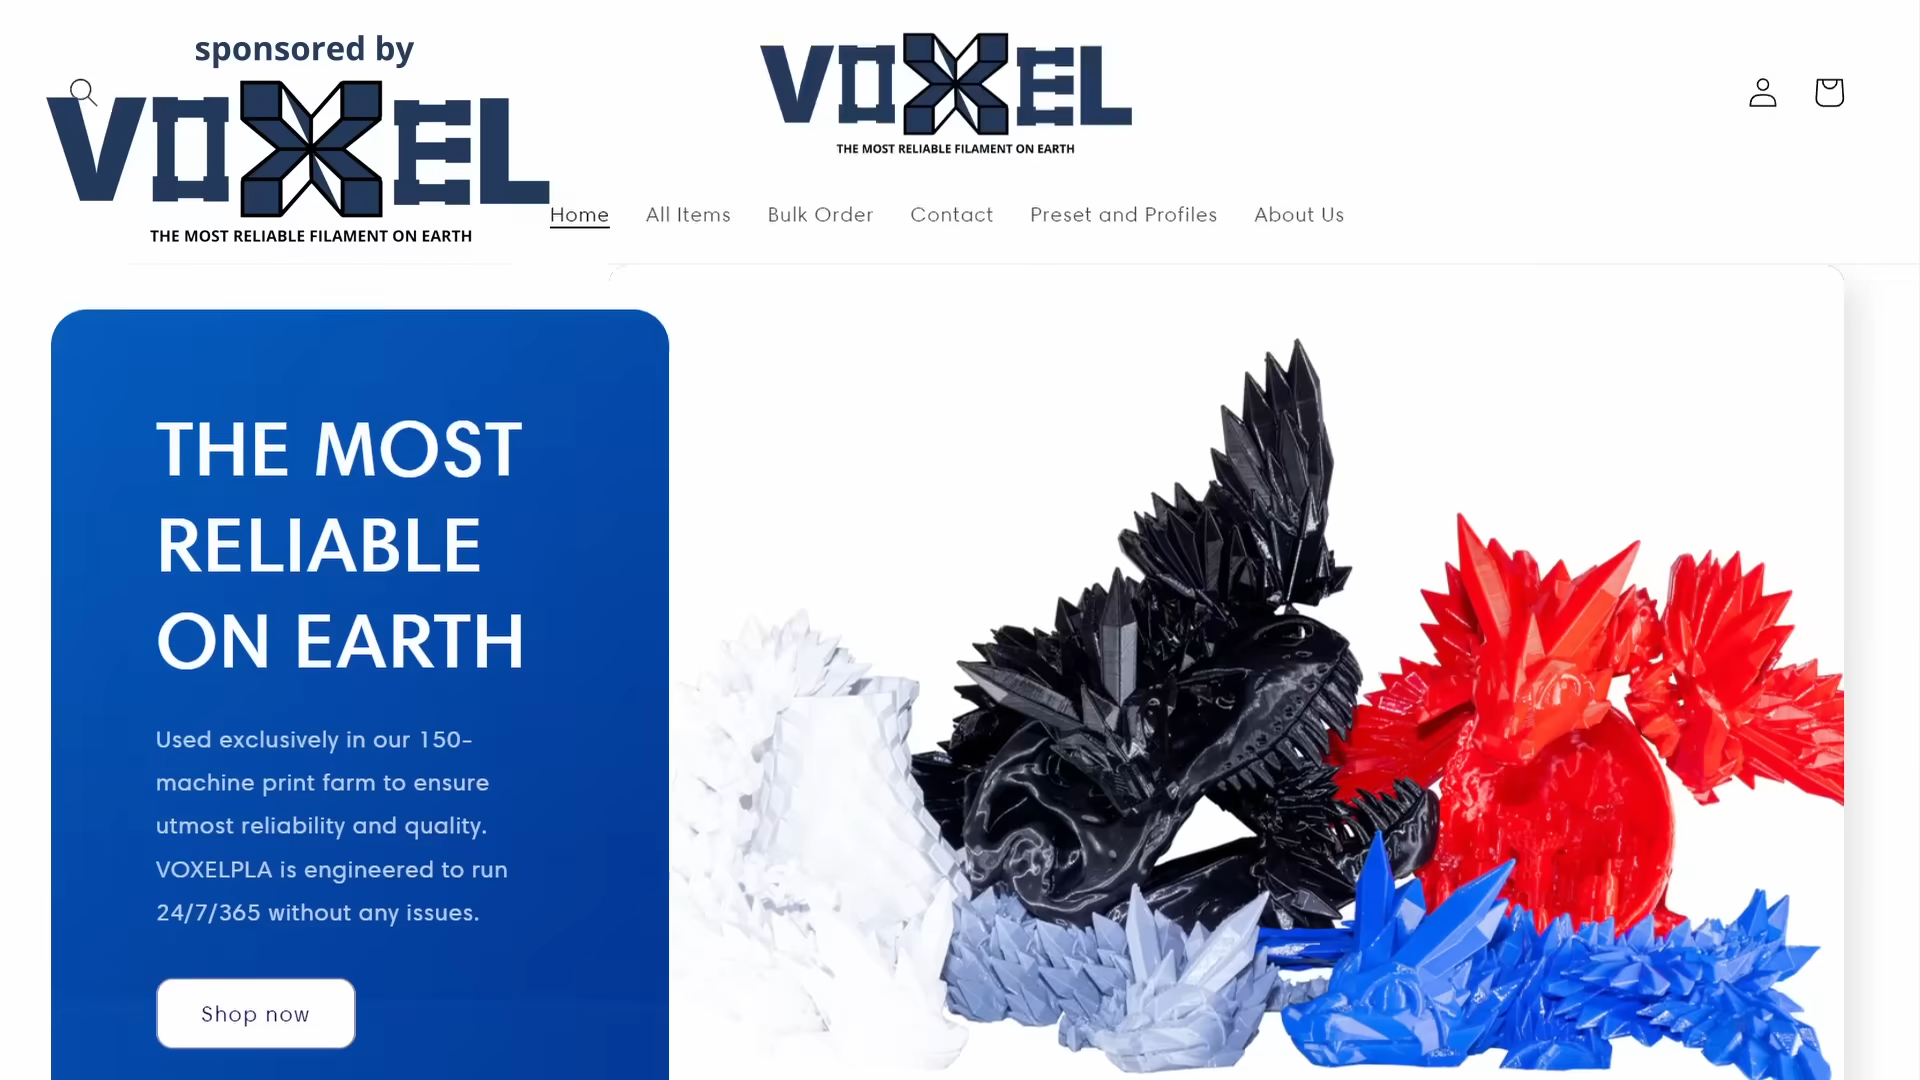 sponsored by
VOXEL
THE MOST RELIABLE FILAMENT ON EARTH
VOXEL
THE MOST RELIABLE FILAMENT ON EARTH
Home
All Items
Bulk Order
Contact
Preset and Profiles
About Us
THE MOST
RELIABLE
ON EARTH
Used exclusively in our 150-
machine print farm to ensure
utmost reliability and quality.
VOXELPLA is engineered to run
24/7/365 without any issues.
Shop now